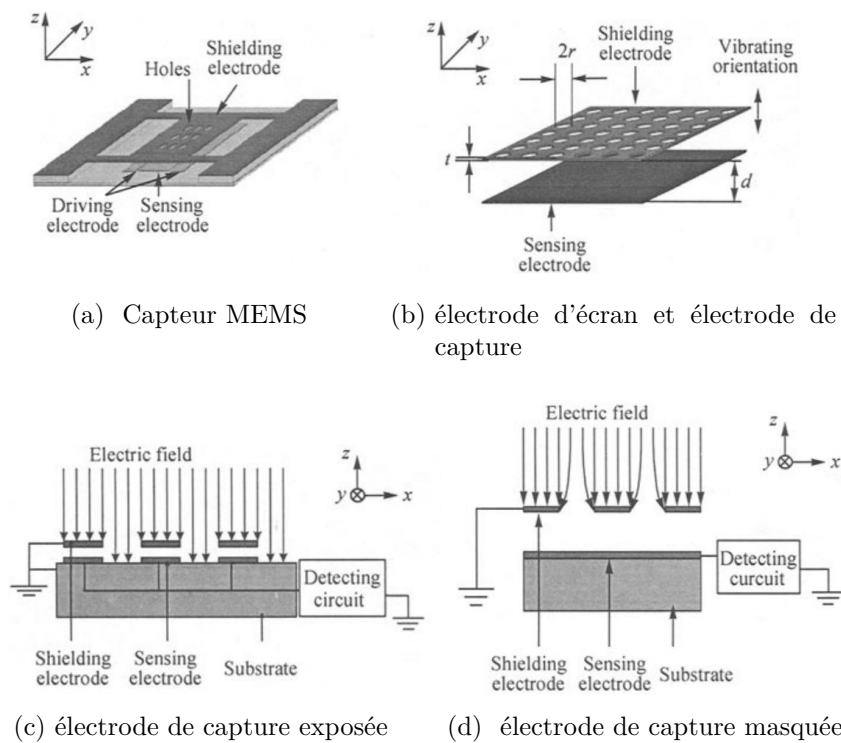 z
y
x
Holes
Shielding
electrode
Driving
electrode
Sensing
electrode
(a) Capteur MEMS
z
y
x
2r
Shielding
electrode
Vibrating
orientation
t
d
Sensing
electrode
(b) électrode d'écran et électrode de
capture
Electric field
z
y
x
Detecting
circuit
Shielding
electrode
Sensing
electrode
Substrate
(c) électrode de capture exposée
Electric field
z
y
x
Detecting
curcuit
Shielding
electrode
Sensing
electrode
Substrate
(d) électrode de capture masquée